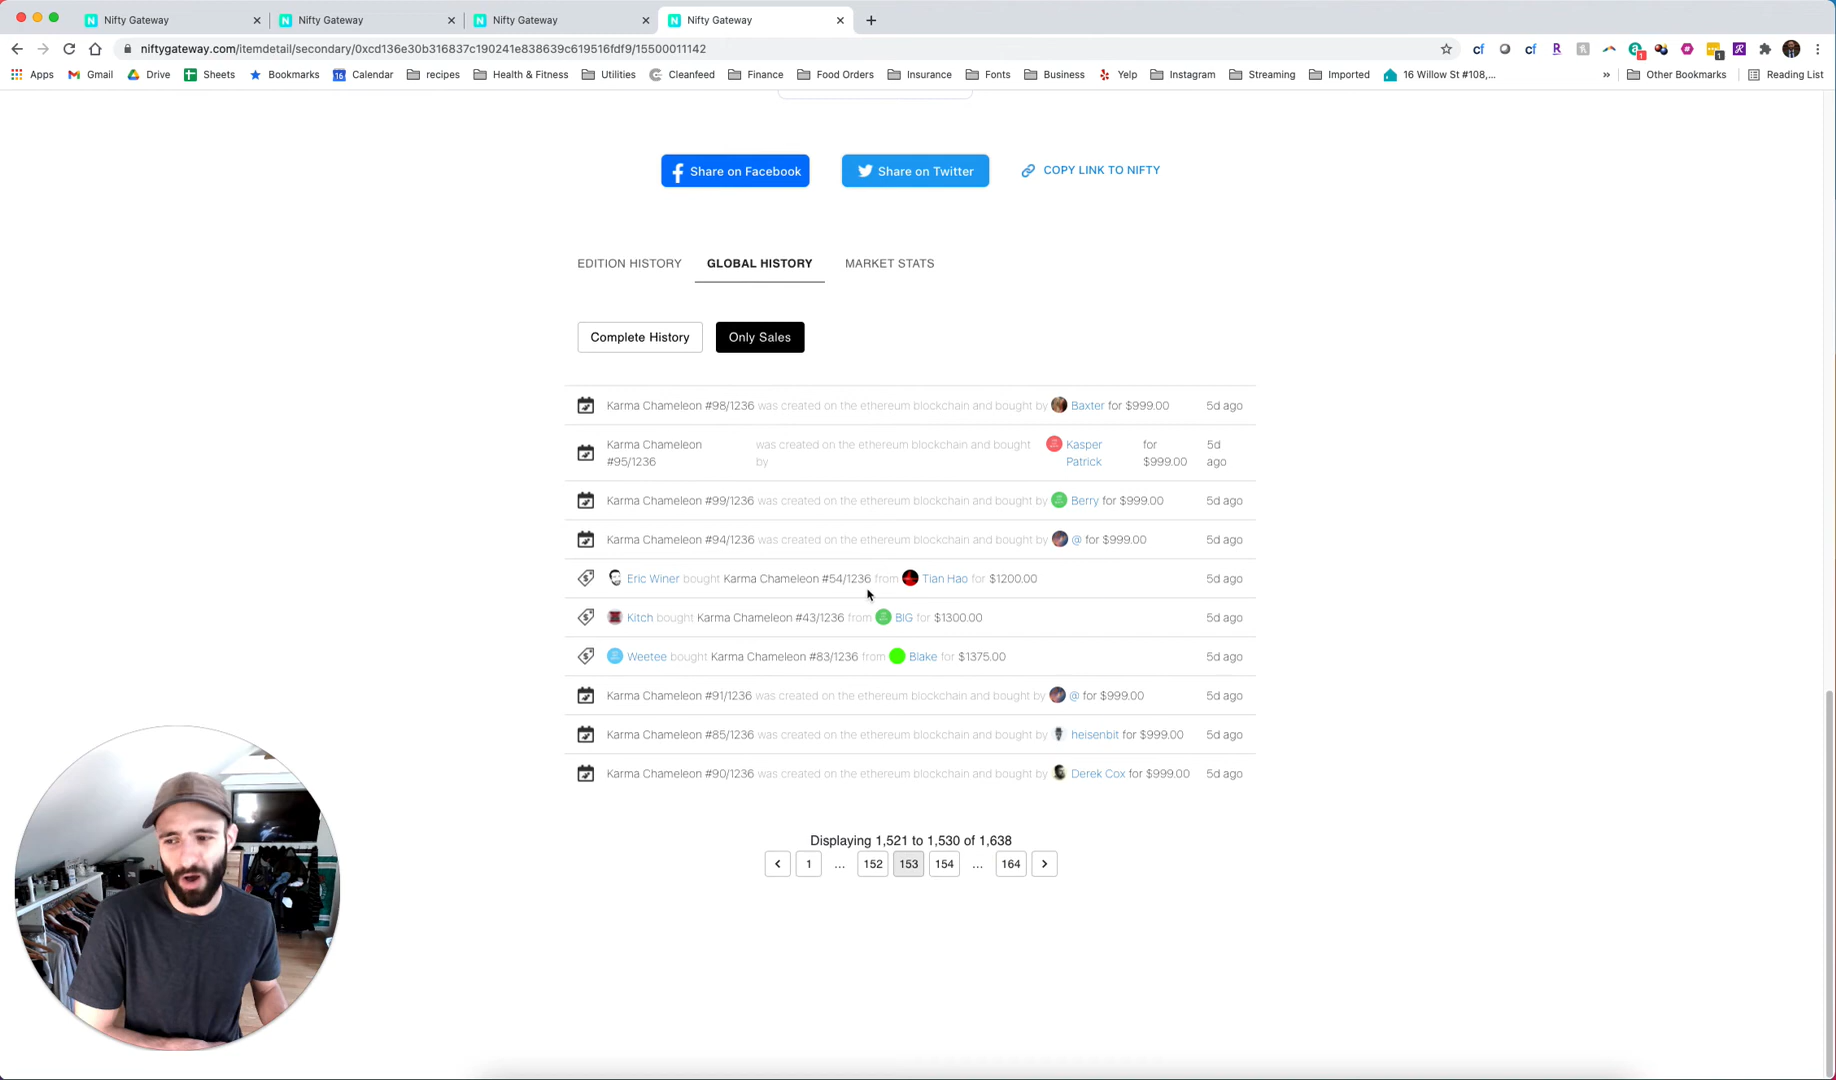 Nifty Gateway
Nifty Gateway
Nifty Gateway
Nifty Gateway
niftygateway.com/itemdetail/secondary/0xcd136e30b316837c190241e838639c619516fdf9/15500011142
Apps Gmail Drive Sheets Bookmarks Calendar recipes Health & Fitness Utilities Cleanfeed Finance Food Orders Insurance Fonts Business Yelp Instagram Streaming Imported 16 Willow St #108,... » Other Bookmarks Reading List
Share on Facebook Share on Twitter COPY LINK TO NIFTY
EDITION HISTORY GLOBAL HISTORY MARKET STATS
Complete History Only Sales
Karma Chameleon #98/1236 was created on the ethereum blockchain and bought by Baxter for $999.00 5d ago
Karma Chameleon #95/1236 was created on the ethereum blockchain and bought by Kasper Patrick for $999.00 5d ago
Karma Chameleon #99/1236 was created on the ethereum blockchain and bought by Berry for $999.00 5d ago
Karma Chameleon #94/1236 was created on the ethereum blockchain and bought by @ for $999.00 5d ago
Eric Winer bought Karma Chameleon #54/1236 from Tian Hao for $1200.00 5d ago
Kitch bought Karma Chameleon #43/1236 from BIG for $1300.00 5d ago
Weetee bought Karma Chameleon #83/1236 from Blake for $1375.00 5d ago
Karma Chameleon #91/1236 was created on the ethereum blockchain and bought by @ for $999.00 5d ago
Karma Chameleon #85/1236 was created on the ethereum blockchain and bought by heisenbit for $999.00 5d ago
Karma Chameleon #90/1236 was created on the ethereum blockchain and bought by Derek Cox for $999.00 5d ago
Displaying 1,521 to 1,530 of 1,638
1 ... 152 153 154 ... 164